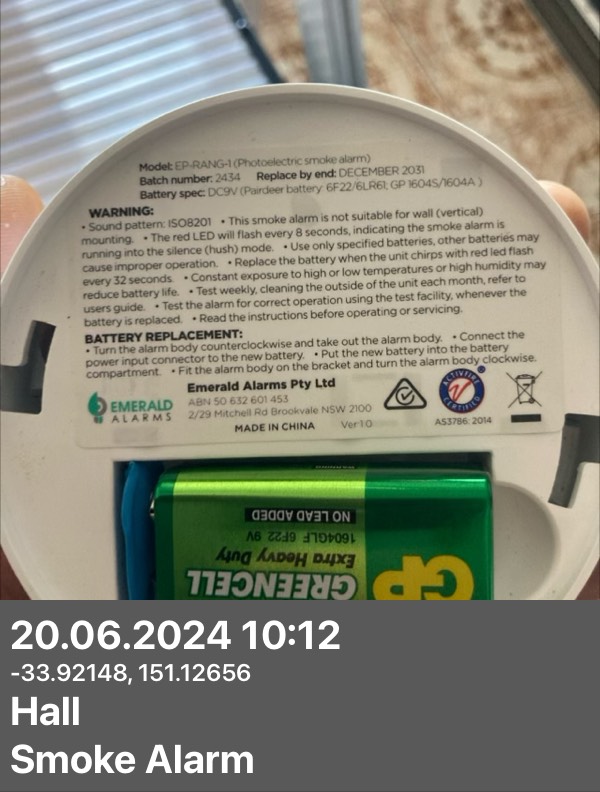 Model: EP-RANG-1 (Photoelectric smoke alarm)
Batch number: 2434 Replace by end: DECEMBER 2031
Battery spec: DC9V (Pairdeer battery 6F22/6LR61; GP 1604S/1604A )
WARNING:
• Sound pattern: ISO8201 • This smoke alarm is not suitable for wall (vertical)
mounting. • The red LED will flash every 8 seconds, indicating the smoke alarm is
running into the silence (hush) mode. • Use only specified batteries, other batteries may
cause improper operation. • Replace the battery when the unit chirps with red led flash
every 32 seconds. • Constant exposure to high or low temperatures or high humidity may
reduce battery life. • Test weekly, cleaning the outside of the unit each month, refer to
users guide. • Test the alarm for correct operation using the test facility, whenever the
battery is replaced. • Read the instructions before operating or servicing.
BATTERY REPLACEMENT:
• Turn the alarm body counterclockwise and take out the alarm body. • Connect the
power input connector to the new battery. • Put the new battery into the battery
compartment. • Fit the alarm body on the bracket and turn the alarm body clockwise.
EMERALD
ALARMS
Emerald Alarms Pty Ltd
ABN 50 632 601 453
2/29 Mitchell Rd Brookvale NSW 2100
MADE IN CHINA Ver1.0
ACTIVFIRE
CERTIFIED
AS3786: 2014
NO LEAD ADDED
1604GLF 6F22 9V
Extra Heavy Duty
GREENCELL
GP
20.06.2024 10:12
-33.92148, 151.12656
Hall
Smoke Alarm